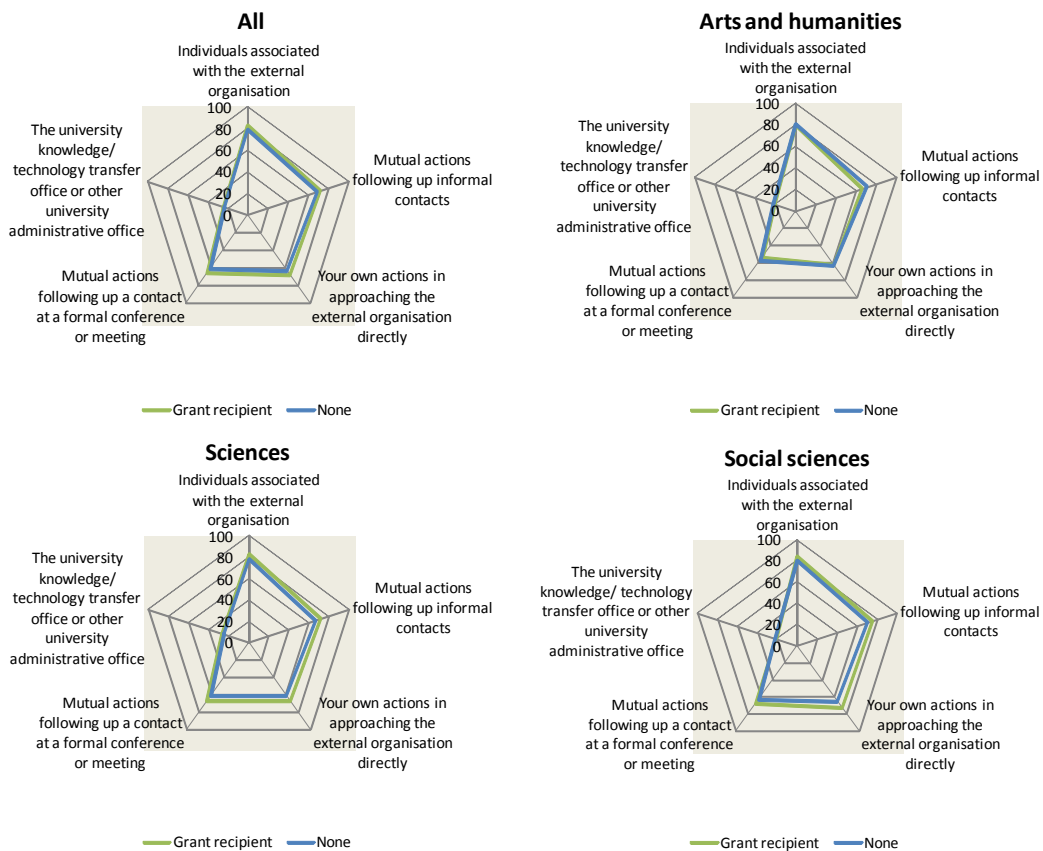 All
Individuals associated
with the external
organisation
100
80
60
40
20
0
The university
knowledge/
technology transfer
office or other
university
administrative office
Mutual actions
following up informal
contacts
Mutual actions
following up a contact
at a formal conference
or meeting
Your own actions in
approaching the
external organisation
directly
Grant recipient None
Arts and humanities
Individuals associated
with the external
organisation
100
80
60
40
20
0
The university
knowledge/
technology transfer
office or other
university
administrative office
Mutual actions
following up informal
contacts
Mutual actions
following up a contact
at a formal conference
or meeting
Your own actions in
approaching the
external organisation
directly
Grant recipient None
Sciences
Individuals associated
with the external
organisation
100
80
60
40
20
0
The university
knowledge/
technology transfer
office or other
university
administrative office
Mutual actions
following up informal
contacts
Mutual actions
following up a contact
at a formal conference
or meeting
Your own actions in
approaching the
external organisation
directly
Grant recipient None
Social sciences
Individuals associated
with the external
organisation
100
80
60
40
20
0
The university
knowledge/ technology
transfer office or other
university
administrative office
Mutual actions
following up informal
contacts
Mutual actions
following up a contact
at a formal conference
or meeting
Your own actions in
approaching the
external organisation
directly
Grant recipient None